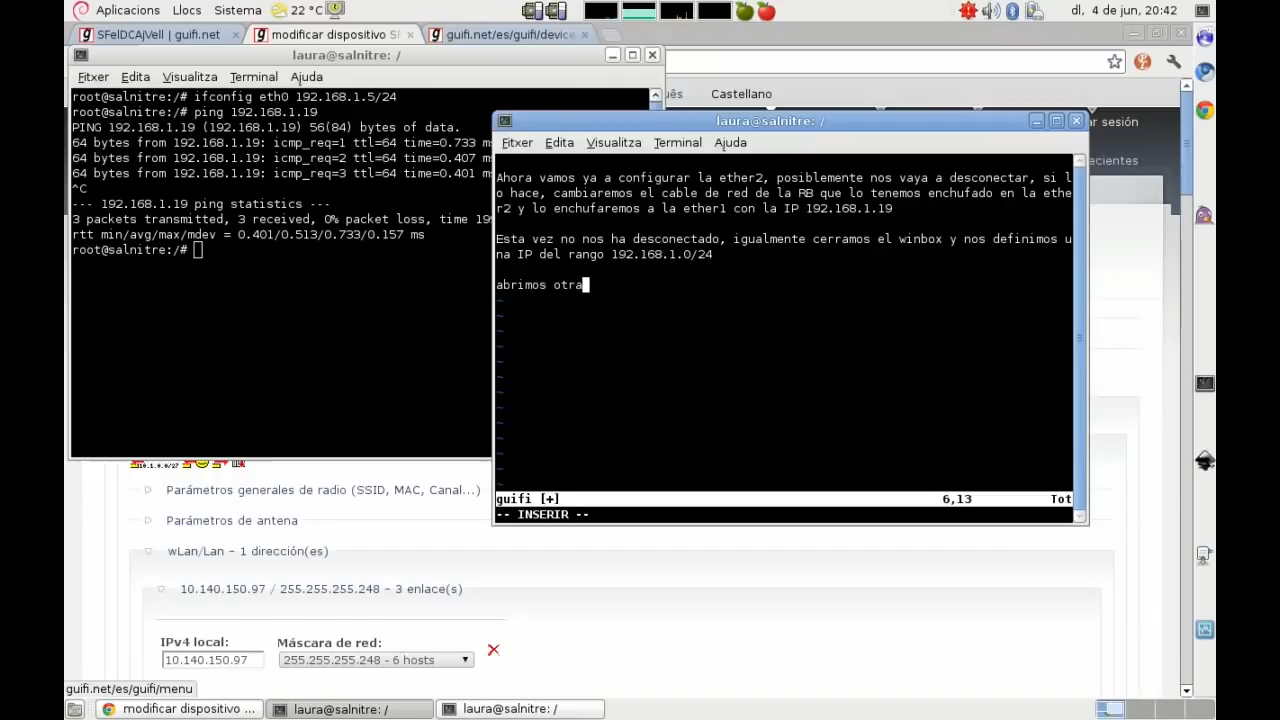 Aplicacions Llocs Sistema 22 °C dl, 4 de jun, 20:42
SFelDCAjVell | guifi.net modificar dispositivo SF guifi.net/es/guifi/device
laura@salnitre: /
Fitxer Edita Visualitza Terminal Ajuda
uês Castellano
ar sesión
ecientes
root@salnitre:/# ifconfig eth0 192.168.1.5/24
root@salnitre:/# ping 192.168.1.19
PING 192.168.1.19 (192.168.1.19) 56(84) bytes of data.
64 bytes from 192.168.1.19: icmp_req=1 ttl=64 time=0.733 ms
64 bytes from 192.168.1.19: icmp_req=2 ttl=64 time=0.407 ms
64 bytes from 192.168.1.19: icmp_req=3 ttl=64 time=0.401 ms
^C
--- 192.168.1.19 ping statistics ---
3 packets transmitted, 3 received, 0% packet loss, time 199
rtt min/avg/max/mdev = 0.401/0.513/0.733/0.157 ms
root@salnitre:/#
laura@salnitre: /
Fitxer Edita Visualitza Terminal Ajuda
Ahora vamos ya a configurar la ether2, posiblemente nos vaya a desconectar, si l
o hace, cambiaremos el cable de red de la RB que lo tenemos enchufado en la ethe
r2 y lo enchufaremos a la ether1 con la IP 192.168.1.19
Esta vez no nos ha desconectado, igualmente cerramos el winbox y nos definimos u
na IP del rango 192.168.1.0/24
abrimos otra
~
~
~
~
~
~
~
~
~
~
~
~
~
guifi [+] 6,13 Tot
-- INSERIR --
Parámetros generales de radio (SSID, MAC, Canal...)
Parámetros de antena
wLan/Lan - 1 dirección(es)
10.140.150.97 / 255.255.255.248 - 3 enlace(s)
IPv4 local: Máscara de red:
10.140.150.97 255.255.255.248 - 6 hosts
guifi.net/es/guifi/menu
modificar dispositivo ... laura@salnitre: / laura@salnitre: /